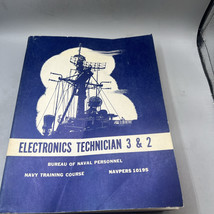 ELECTRONICS TECHNICIAN 3 & 2
BUREAU OF NAVAL PERSONNEL
NAVY TRAINING COURSE NAVPERS 10195